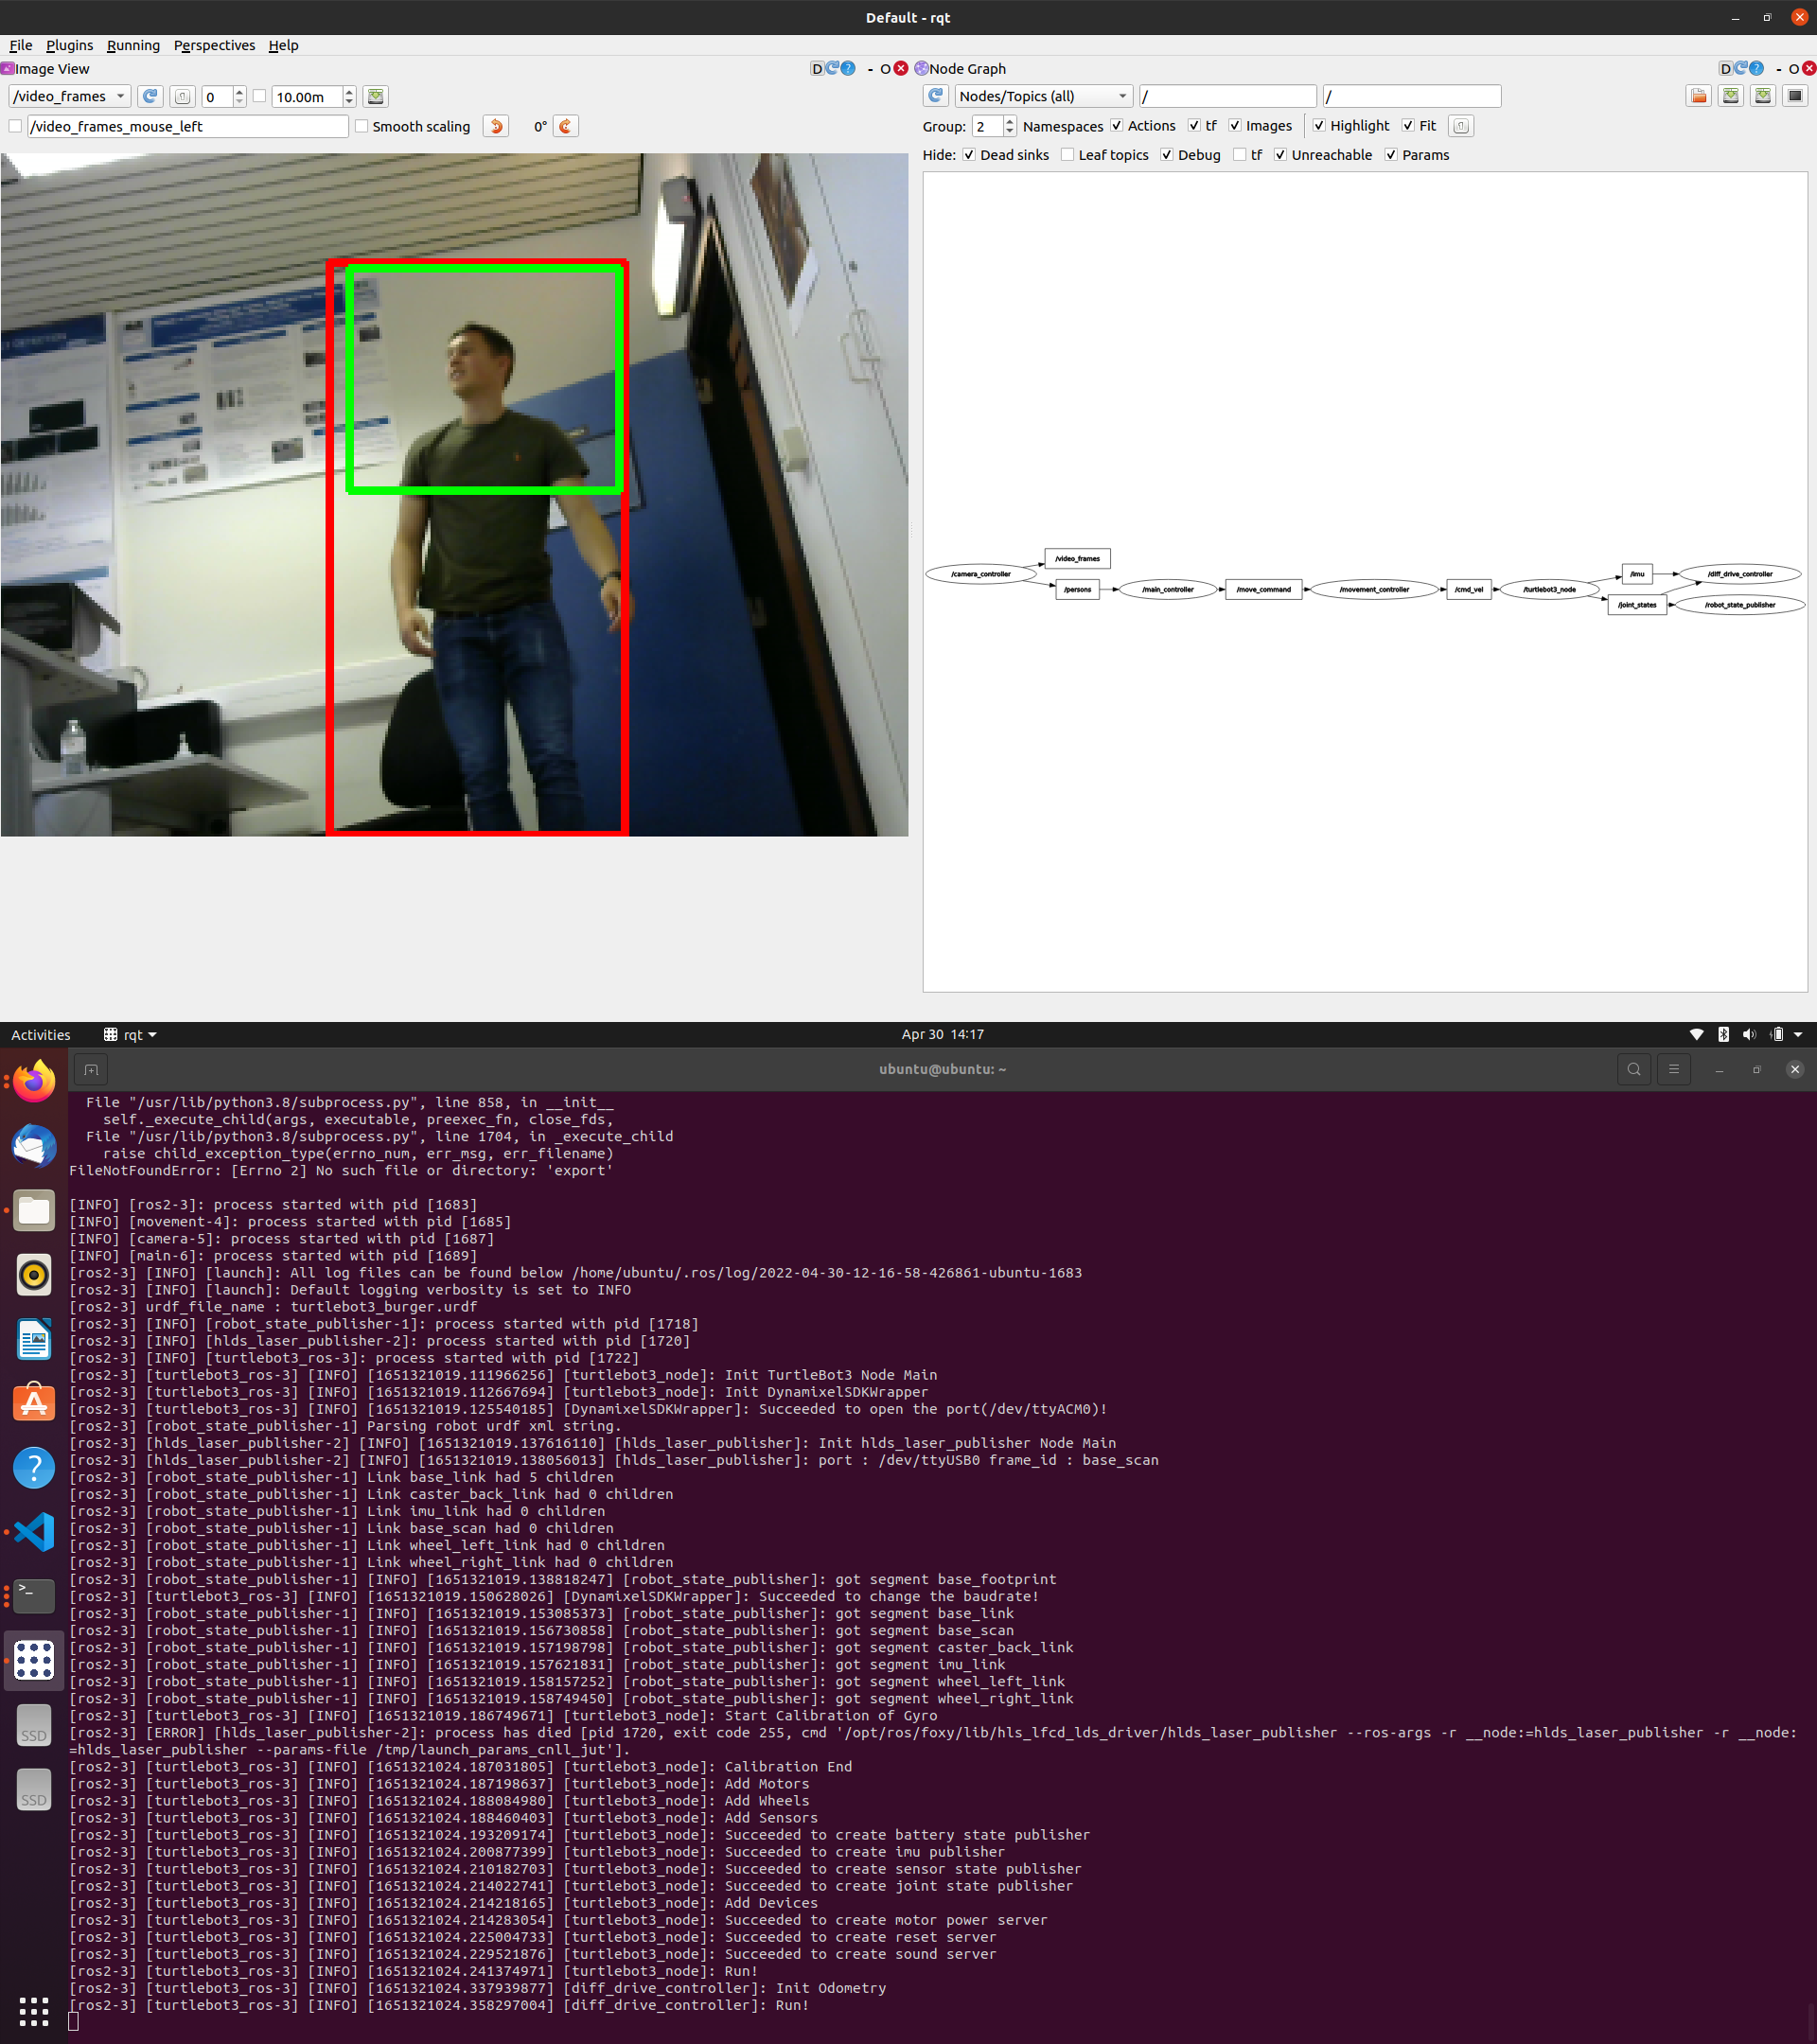 Default - rqt
File Plugins Running Perspectives Help
Image View
D
O
Node Graph
D
O
/video_frames
0
10.00m
Nodes/Topics (all)
/
/
/video_frames_mouse_left
Smooth scaling
0°
Group: 2 Namespaces Actions tf Images Highlight Fit
Hide: Dead sinks Leaf topics Debug tf Unreachable Params
/camera_controller
/video_frames
/persons
/main_controller
/move_command
/movement_controller
/cmd_vel
/turtlebot3_node
/imu
/joint_states
/diff_drive_controller
/robot_state_publisher
Activities
rqt
Apr 30 14:17
ubuntu@ubuntu: ~
File "/usr/lib/python3.8/subprocess.py", line 858, in __init__
self._execute_child(args, executable, preexec_fn, close_fds,
File "/usr/lib/python3.8/subprocess.py", line 1704, in _execute_child
raise child_exception_type(errno_num, err_msg, err_filename)
FileNotFoundError: [Errno 2] No such file or directory: 'export'
[INFO] [ros2-3]: process started with pid [1683]
[INFO] [movement-4]: process started with pid [1685]
[INFO] [camera-5]: process started with pid [1687]
[INFO] [main-6]: process started with pid [1689]
[ros2-3] [INFO] [launch]: All log files can be found below /home/ubuntu/.ros/log/2022-04-30-12-16-58-426861-ubuntu-1683
[ros2-3] [INFO] [launch]: Default logging verbosity is set to INFO
[ros2-3] urdf_file_name : turtlebot3_burger.urdf
[ros2-3] [INFO] [robot_state_publisher-1]: process started with pid [1718]
[ros2-3] [INFO] [hlds_laser_publisher-2]: process started with pid [1720]
[ros2-3] [INFO] [turtlebot3_ros-3]: process started with pid [1722]
[ros2-3] [turtlebot3_ros-3] [INFO] [1651321019.111966256] [turtlebot3_node]: Init TurtleBot3 Node Main
[ros2-3] [turtlebot3_ros-3] [INFO] [1651321019.112667694] [turtlebot3_node]: Init DynamixelSDKWrapper
[ros2-3] [turtlebot3_ros-3] [INFO] [1651321019.125540185] [DynamixelSDKWrapper]: Succeeded to open the port(/dev/ttyACM0)!
[ros2-3] [robot_state_publisher-1] Parsing robot urdf xml string.
[ros2-3] [hlds_laser_publisher-2] [INFO] [1651321019.137616110] [hlds_laser_publisher]: Init hlds_laser_publisher Node Main
[ros2-3] [hlds_laser_publisher-2] [INFO] [1651321019.138056013] [hlds_laser_publisher]: port : /dev/ttyUSB0 frame_id : base_scan
[ros2-3] [robot_state_publisher-1] Link base_link had 5 children
[ros2-3] [robot_state_publisher-1] Link caster_back_link had 0 children
[ros2-3] [robot_state_publisher-1] Link imu_link had 0 children
[ros2-3] [robot_state_publisher-1] Link base_scan had 0 children
[ros2-3] [robot_state_publisher-1] Link wheel_left_link had 0 children
[ros2-3] [robot_state_publisher-1] Link wheel_right_link had 0 children
[ros2-3] [robot_state_publisher-1] [INFO] [1651321019.138818247] [robot_state_publisher]: got segment base_footprint
[ros2-3] [turtlebot3_ros-3] [INFO] [1651321019.150628026] [DynamixelSDKWrapper]: Succeeded to change the baudrate!
[ros2-3] [robot_state_publisher-1] [INFO] [1651321019.153085373] [robot_state_publisher]: got segment base_link
[ros2-3] [robot_state_publisher-1] [INFO] [1651321019.156730858] [robot_state_publisher]: got segment base_scan
[ros2-3] [robot_state_publisher-1] [INFO] [1651321019.157198798] [robot_state_publisher]: got segment caster_back_link
[ros2-3] [robot_state_publisher-1] [INFO] [1651321019.157621831] [robot_state_publisher]: got segment imu_link
[ros2-3] [robot_state_publisher-1] [INFO] [1651321019.158157252] [robot_state_publisher]: got segment wheel_left_link
[ros2-3] [robot_state_publisher-1] [INFO] [1651321019.158749450] [robot_state_publisher]: got segment wheel_right_link
[ros2-3] [turtlebot3_ros-3] [INFO] [1651321019.186749671] [turtlebot3_node]: Start Calibration of Gyro
[ros2-3] [ERROR] [hlds_laser_publisher-2]: process has died [pid 1720, exit code 255, cmd '/opt/ros/foxy/lib/hls_lfcd_lds_driver/hlds_laser_publisher --ros-args -r __node:=hlds_laser_publisher -r __node:
=hlds_laser_publisher --params-file /tmp/launch_params_cnll_jut'].
[ros2-3] [turtlebot3_ros-3] [INFO] [1651321024.187031805] [turtlebot3_node]: Calibration End
[ros2-3] [turtlebot3_ros-3] [INFO] [1651321024.187198637] [turtlebot3_node]: Add Motors
[ros2-3] [turtlebot3_ros-3] [INFO] [1651321024.188084980] [turtlebot3_node]: Add Wheels
[ros2-3] [turtlebot3_ros-3] [INFO] [1651321024.188460403] [turtlebot3_node]: Add Sensors
[ros2-3] [turtlebot3_ros-3] [INFO] [1651321024.193209174] [turtlebot3_node]: Succeeded to create battery state publisher
[ros2-3] [turtlebot3_ros-3] [INFO] [1651321024.200877399] [turtlebot3_node]: Succeeded to create imu publisher
[ros2-3] [turtlebot3_ros-3] [INFO] [1651321024.210182703] [turtlebot3_node]: Succeeded to create sensor state publisher
[ros2-3] [turtlebot3_ros-3] [INFO] [1651321024.214022741] [turtlebot3_node]: Succeeded to create joint state publisher
[ros2-3] [turtlebot3_ros-3] [INFO] [1651321024.214218165] [turtlebot3_node]: Add Devices
[ros2-3] [turtlebot3_ros-3] [INFO] [1651321024.214283054] [turtlebot3_node]: Succeeded to create motor power server
[ros2-3] [turtlebot3_ros-3] [INFO] [1651321024.225004733] [turtlebot3_node]: Succeeded to create reset server
[ros2-3] [turtlebot3_ros-3] [INFO] [1651321024.229521876] [turtlebot3_node]: Succeeded to create sound server
[ros2-3] [turtlebot3_ros-3] [INFO] [1651321024.241374971] [turtlebot3_node]: Run!
[ros2-3] [turtlebot3_ros-3] [INFO] [1651321024.337939877] [diff_drive_controller]: Init Odometry
[ros2-3] [turtlebot3_ros-3] [INFO] [1651321024.358297004] [diff_drive_controller]: Run!
SSD
SSD